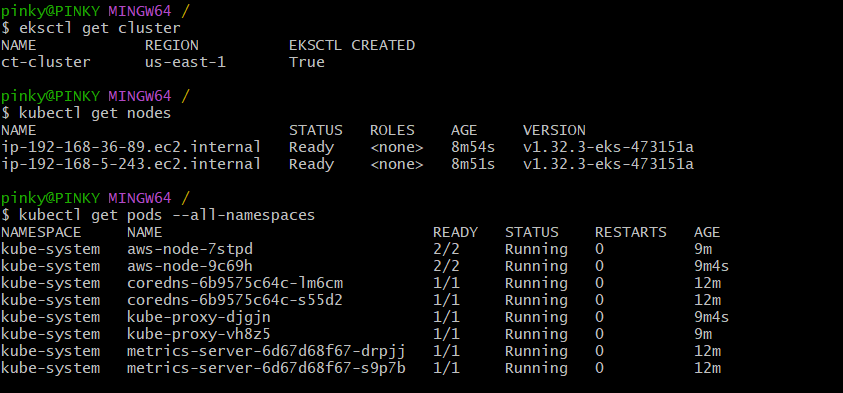 pinky@PINKY MINGW64 /
$ eksctl get cluster
NAME REGION EKSCTL CREATED
ct-cluster us-east-1 True
pinky@PINKY MINGW64 /
$ kubectl get nodes
NAME STATUS ROLES AGE VERSION
ip-192-168-36-89.ec2.internal Ready <none> 8m54s v1.32.3-eks-473151a
ip-192-168-5-243.ec2.internal Ready <none> 8m51s v1.32.3-eks-473151a
pinky@PINKY MINGW64 /
$ kubectl get pods --all-namespaces
NAMESPACE NAME READY STATUS RESTARTS AGE
kube-system aws-node-7stpd 2/2 Running 0 9m
kube-system aws-node-9c69h 2/2 Running 0 9m4s
kube-system coredns-6b9575c64c-lm6cm 1/1 Running 0 12m
kube-system coredns-6b9575c64c-s55d2 1/1 Running 0 12m
kube-system kube-proxy-djgjn 1/1 Running 0 9m4s
kube-system kube-proxy-vh8z5 1/1 Running 0 9m
kube-system metrics-server-6d67d68f67-drpjj 1/1 Running 0 12m
kube-system metrics-server-6d67d68f67-s9p7b 1/1 Running 0 12m